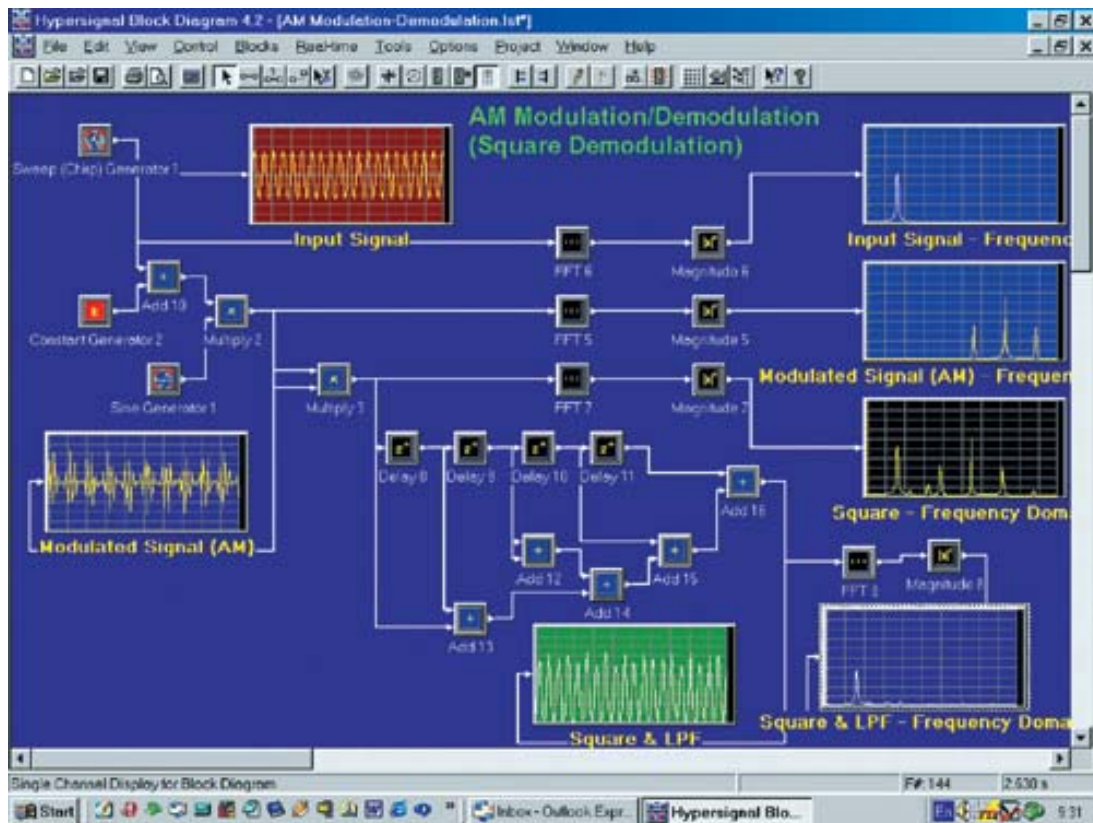 Hypersignal Block Diagram 4.2 - [AM Modulation-Demodulation.lst*]
File Edit View Control Blocks RealTime Tools Options Project Window Help
AM Modulation/Demodulation
(Square Demodulation)
Sweep (Chirp) Generator 1
Input Signal
FFT 6
Magnitude 6
Input Signal - Frequenc
Add 10
Constant Generator 2
Multiply 2
FFT 5
Magnitude 5
Modulated Signal (AM) - Frequen
Sine Generator 1
Multiply 3
FFT 7
Magnitude 7
Delay 8
Delay 9
Delay 10
Delay 11
Add 16
Square - Frequency Doma
Modulated Signal (AM)
Add 12
Add 15
Add 14
Add 13
FFT 8
Magnitude 8
Square & LPF
Square & LPF - Frequency Doma
Single Channel Display for Block Diagram
F#: 144
2.630 s
Start
Inbox - Outlook Expr...
Hypersignal Blo...
En
5:31